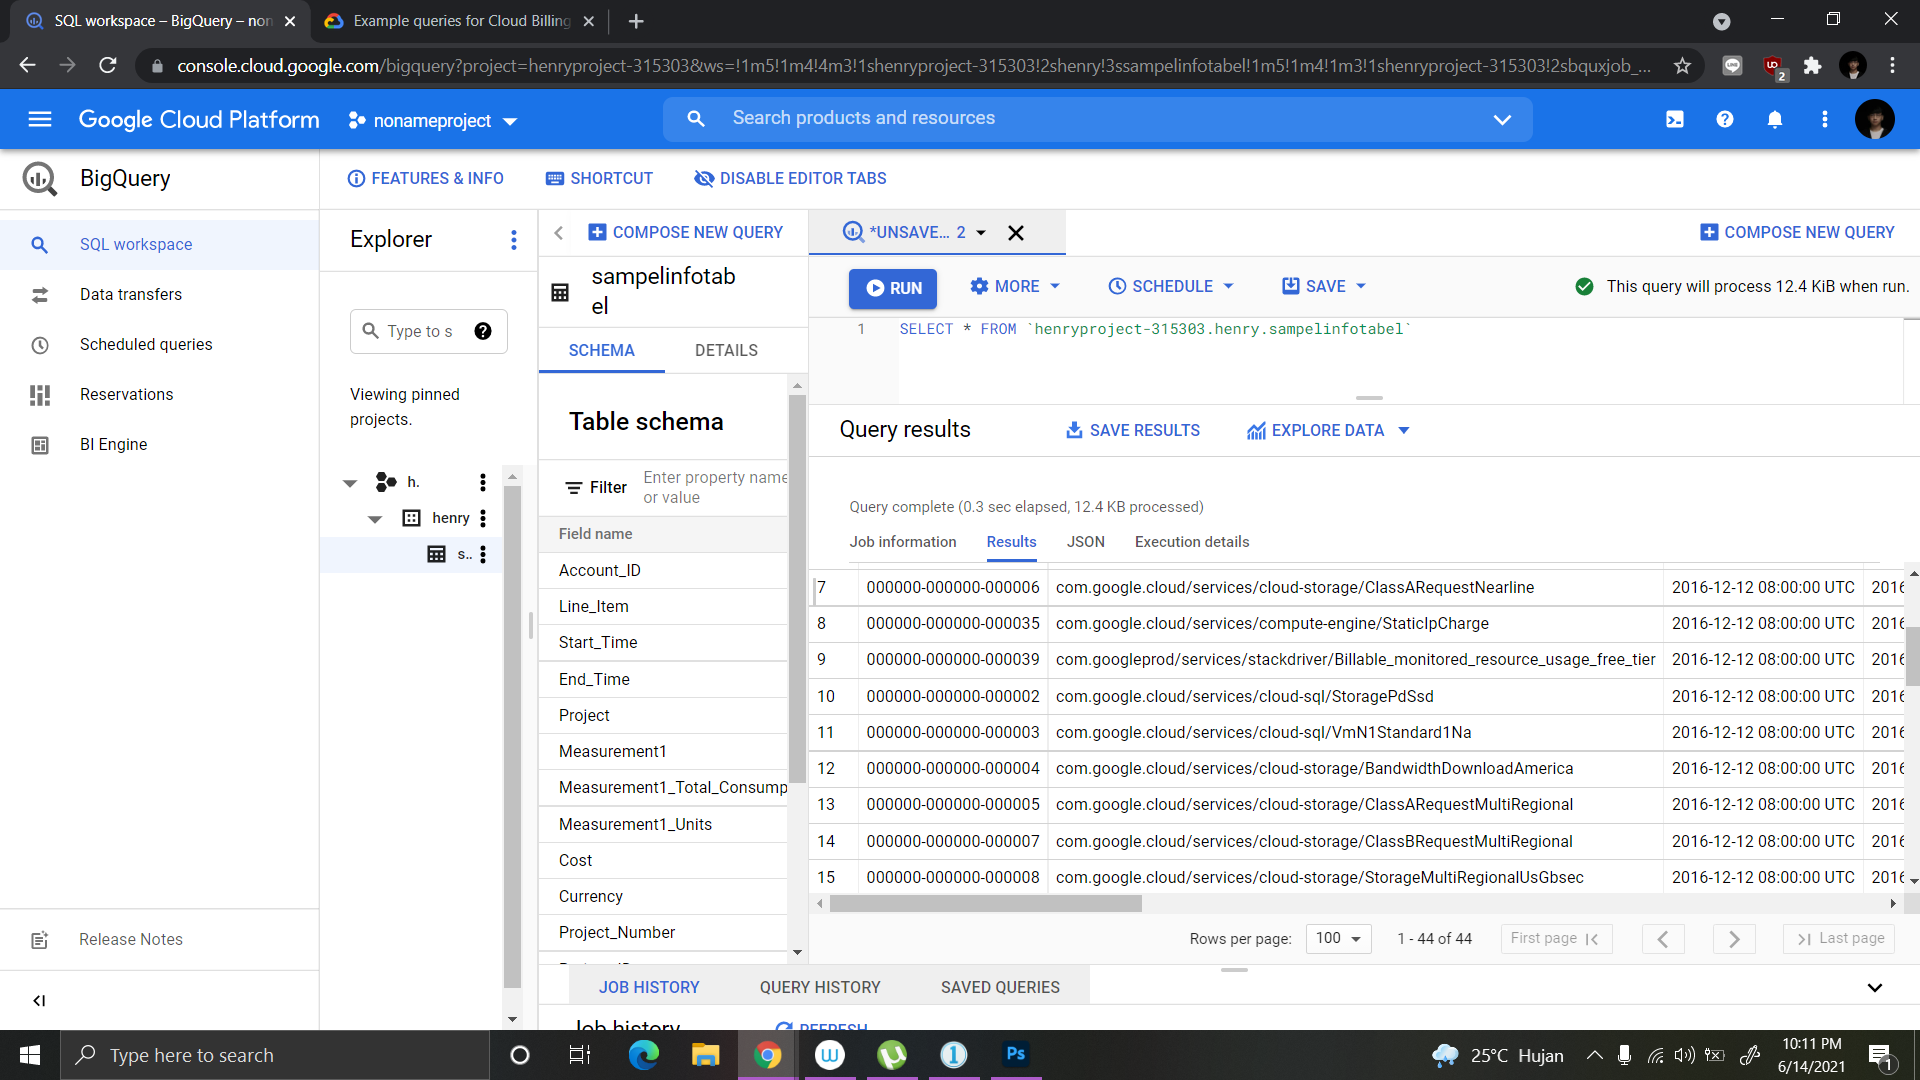 SQL workspace – BigQuery – non
Example queries for Cloud Billing
console.cloud.google.com/bigquery?project=henryproject-315303&ws=!1m5!1m4!4m3!1shenryproject-315303!2shenry!3ssampelinfotabel!1m5!1m4!1m3!1shenryproject-315303!2sbquxjob_...
2
Google Cloud Platform
nonameproject
Search products and resources
BigQuery
FEATURES & INFO
SHORTCUT
DISABLE EDITOR TABS
SQL workspace
Data transfers
Scheduled queries
Reservations
BI Engine
Release Notes
Explorer
Type to s
Viewing pinned
projects.
h.
henry
s..
COMPOSE NEW QUERY
*UNSAVE... 2
COMPOSE NEW QUERY
sampelinfotab
el
SCHEMA
DETAILS
Table schema
Filter
Enter property name
or value
Field name
Account_ID
Line_Item
Start_Time
End_Time
Project
Measurement1
Measurement1_Total_Consump
Measurement1_Units
Cost
Currency
Project_Number
RUN
MORE
SCHEDULE
SAVE
This query will process 12.4 KiB when run.
1 SELECT * FROM `henryproject-315303.henry.sampelinfotabel`
Query results
SAVE RESULTS
EXPLORE DATA
Query complete (0.3 sec elapsed, 12.4 KB processed)
Job information
Results
JSON
Execution details
7 000000-000000-000006 com.google.cloud/services/cloud-storage/ClassARequestNearline 2016-12-12 08:00:00 UTC 2016
8 000000-000000-000035 com.google.cloud/services/compute-engine/StaticIpCharge 2016-12-12 08:00:00 UTC 2016
9 000000-000000-000039 com.googleprod/services/stackdriver/Billable_monitored_resource_usage_free_tier 2016-12-12 08:00:00 UTC 2016
10 000000-000000-000002 com.google.cloud/services/cloud-sql/StoragePdSsd 2016-12-12 08:00:00 UTC 2016
11 000000-000000-000003 com.google.cloud/services/cloud-sql/VmN1Standard1Na 2016-12-12 08:00:00 UTC 2016
12 000000-000000-000004 com.google.cloud/services/cloud-storage/BandwidthDownloadAmerica 2016-12-12 08:00:00 UTC 2016
13 000000-000000-000005 com.google.cloud/services/cloud-storage/ClassARequestMultiRegional 2016-12-12 08:00:00 UTC 2016
14 000000-000000-000007 com.google.cloud/services/cloud-storage/ClassBRequestMultiRegional 2016-12-12 08:00:00 UTC 2016
15 000000-000000-000008 com.google.cloud/services/cloud-storage/StorageMultiRegionalUsGbsec 2016-12-12 08:00:00 UTC 2016
Rows per page: 100 1 - 44 of 44 First page Last page
JOB HISTORY
QUERY HISTORY
SAVED QUERIES
Job history
REFRESH
Type here to search
Ps
25°C Hujan
10:11 PM
6/14/2021
1